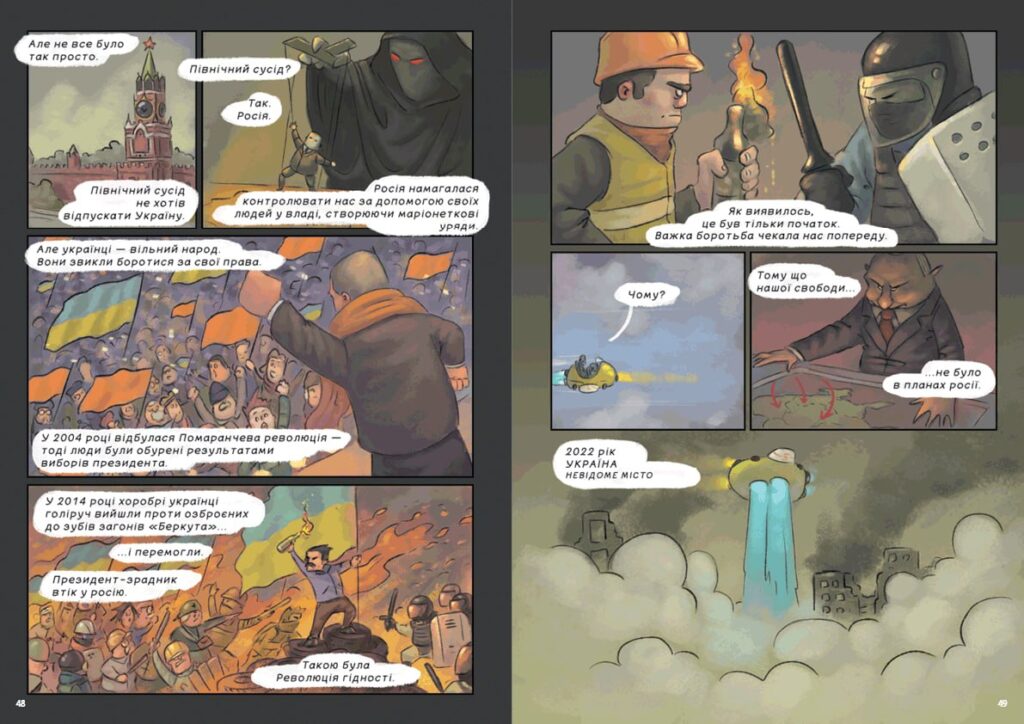 Але не все було
так просто.
Північний сусід
не хотів
відпускати Україну.
Північний сусід?
Так.
Росія.
Росія намагалася
контролювати нас за допомогою своїх
людей у владі, створюючи маріонеткові
уряди.
Але українці — вільний народ.
Вони звикли боротися за свої права.
У 2004 році відбулася Помаранчева революція —
тоді люди були обурені результатами
виборів президента.
У 2014 році хоробрі українці
голіруч вийшли проти озброєних
до зубів загонів «Беркута»...
...і перемогли.
Президент-зрадник
втік у росію.
Такою була
Революція гідності.
48
Як виявилось,
це був тільки початок.
Важка боротьба чекала нас попереду.
Чому?
Тому що
нашої свободи...
...не було
в планах росії.
2022 рік
УКРАЇНА
НЕВІДОМЕ МІСТО
49